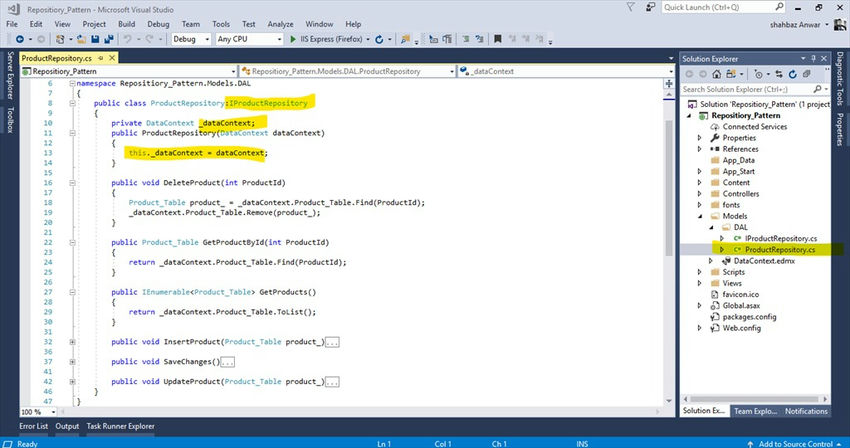 Repositiory_Pattern - Microsoft Visual Studio
Quick Launch (Ctrl+Q)
File Edit View Project Build Debug Team Tools Test Analyze Window Help
shahbaz Anwar
Debug Any CPU IIS Express (Firefox)
Server Explorer
Toolbox
ProductRepository.cs
Repositiory_Pattern
Repositiory_Pattern.Models.DAL.ProductRepository
_dataContext
6 namespace Repositiory_Pattern.Models.DAL
7 {
8 public class ProductRepository:IProductRepository
9 {
10 private DataContext _dataContext;
11 public ProductRepository(DataContext dataContext)
12 {
13 this._dataContext = dataContext;
14 }
15
16 public void DeleteProduct(int ProductId)
17 {
18 Product_Table product_ = _dataContext.Product_Table.Find(ProductId);
19 _dataContext.Product_Table.Remove(product_);
20 }
21
22 public Product_Table GetProductById(int ProductId)
23 {
24 return _dataContext.Product_Table.Find(ProductId);
25 }
26
27 public IEnumerable<Product_Table> GetProducts()
28 {
29 return _dataContext.Product_Table.ToList();
30 }
31
32 public void InsertProduct(Product_Table product_)...
36
37 public void SaveChanges()...
41
42 public void UpdateProduct(Product_Table product_)...
46 }
47 }
100 %
Solution Explorer
Search Solution Explorer (Ctrl+;)
Solution 'Repositiory_Pattern' (1 project)
Repositiory_Pattern
Connected Services
Properties
References
App_Data
App_Start
Content
Controllers
fonts
Models
DAL
IProductRepository.cs
ProductRepository.cs
DataContext.edmx
Scripts
Views
favicon.ico
Global.asax
packages.config
Web.config
Solution Ex... Team Explo... Notifications
Diagnostic Tools
Properties
Error List Output Task Runner Explorer
Ready Ln 1 Col 1 Ch 1 INS Add to Source Control